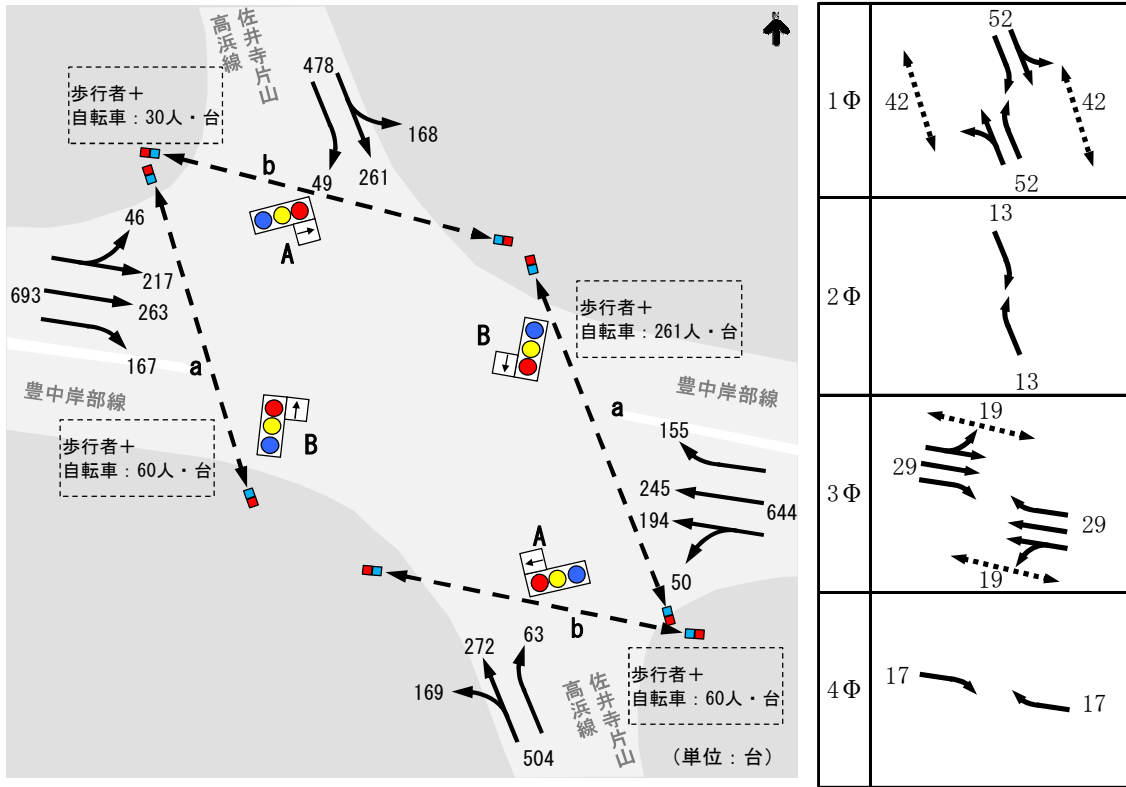 佐井寺片山
高浜線
478
168
261
49
歩行者+
自転車:30人・台
b
A
46
217
263
693
167
a
豊中岸部線
歩行者+
自転車:60人・台
B
B
歩行者+
自転車:261人・台
a
豊中岸部線
155
245
194
644
50
A
b
63
272
169
504
歩行者+
自転車:60人・台
佐井寺片山
高浜線
(単位:台)
1Φ
52
42
42
52
2Φ
13
13
3Φ
19
29
29
19
4Φ
17
17